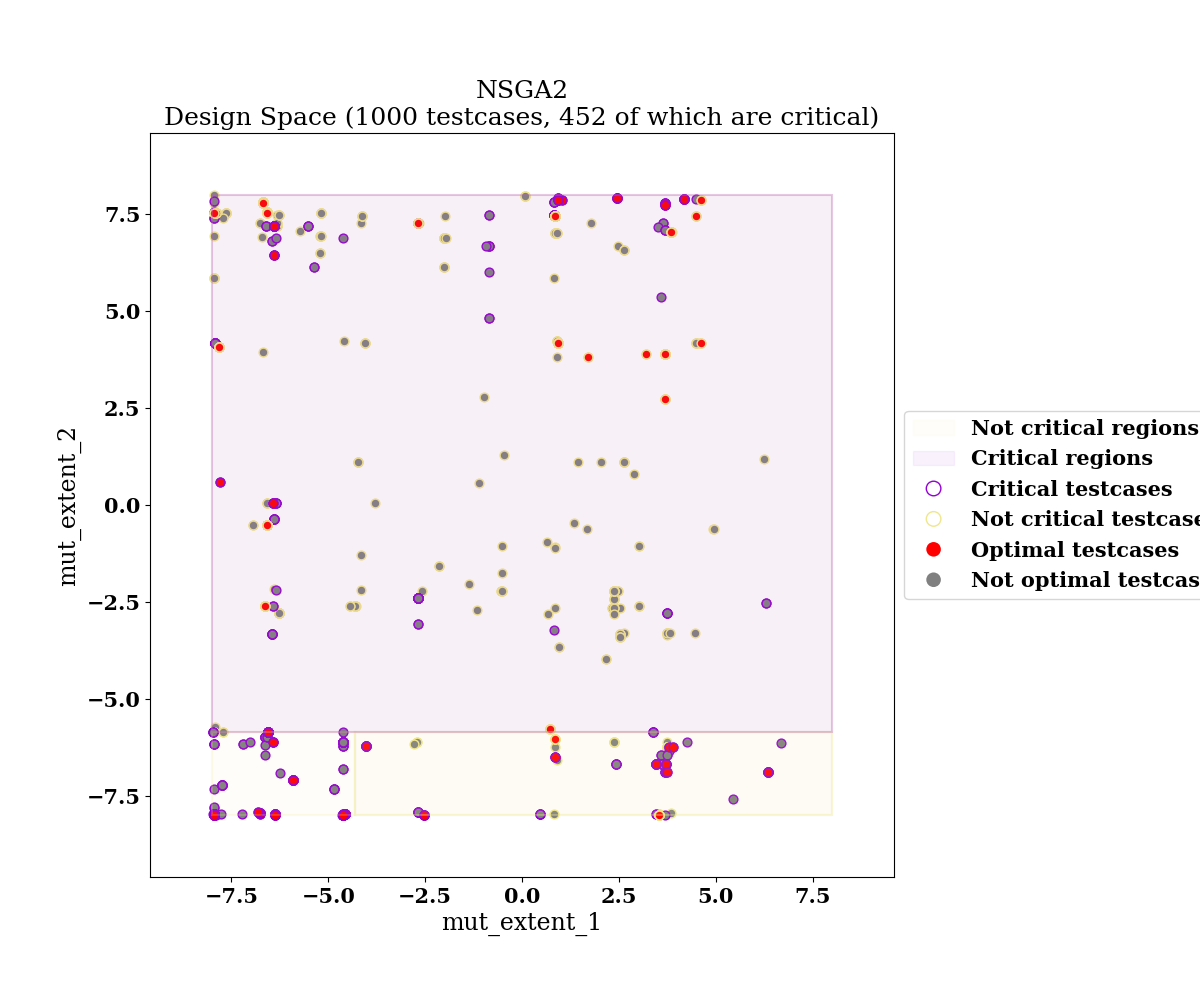 NSGA2
Design Space (1000 testcases, 452 of which are critical)
7.5
5.0
2.5
0.0
−2.5
−5.0
−7.5
mut_extent_2
−7.5
−5.0
−2.5
0.0
2.5
5.0
7.5
mut_extent_1
Not critical regions
Critical regions
Critical testcases
Not critical testcase
Optimal testcases
Not optimal testcas